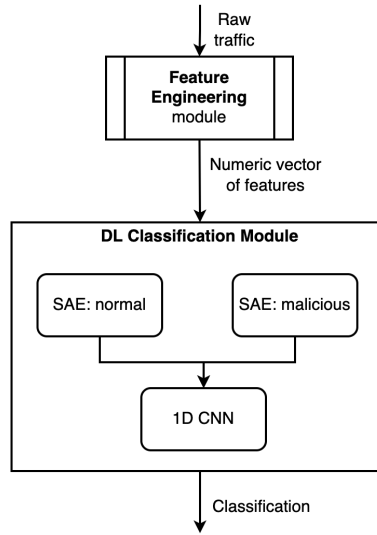 Raw
traffic
Feature
Engineering
module
Numeric vector
of features
DL Classification Module
SAE: normal
SAE: malicious
1D CNN
Classification